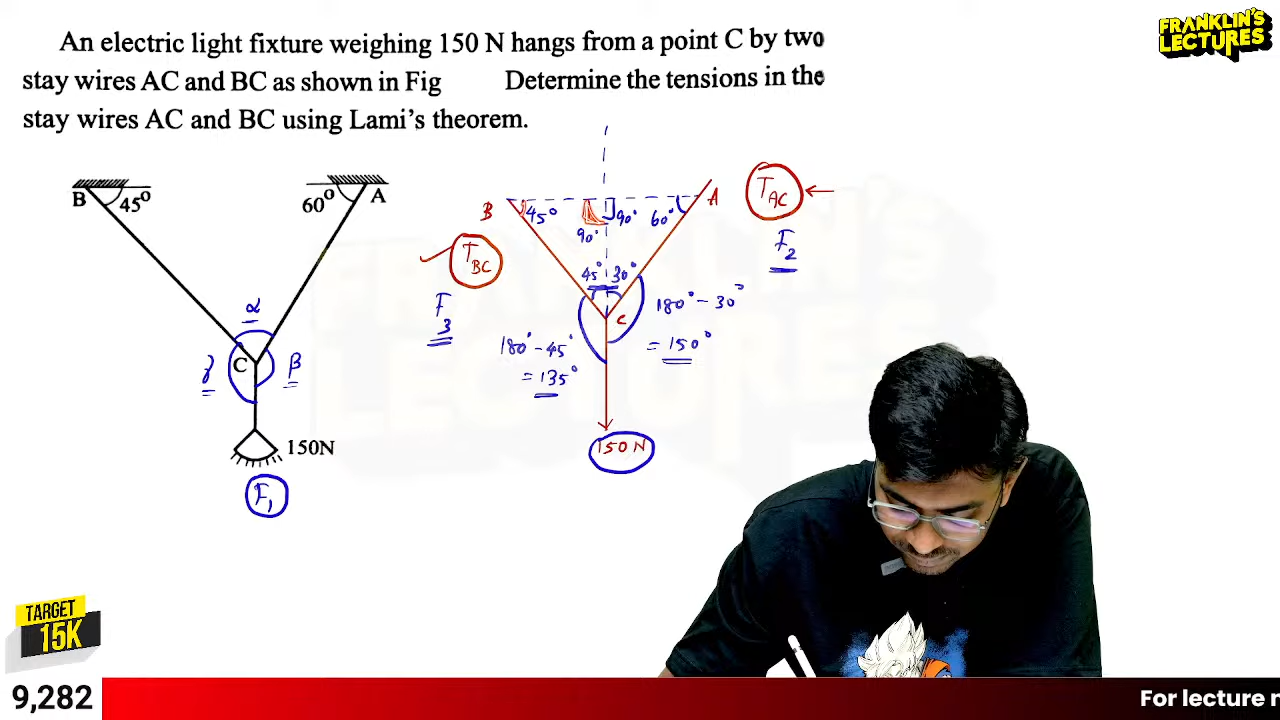 FRANKLIN'S
LECTURES
An electric light fixture weighing 150 N hangs from a point C by two
stay wires AC and BC as shown in Fig Determine the tensions in the
stay wires AC and BC using Lami's theorem.
B 45° 60° A
α
γ C β
150N
F₁
B 45° 90° 90° 60° A
T_AC ←
F₂
T_BC
F₃
45° 30°
C
180° - 30°
= 150°
180° - 45°
= 135°
150 N
TARGET
15K
9,282
For lecture